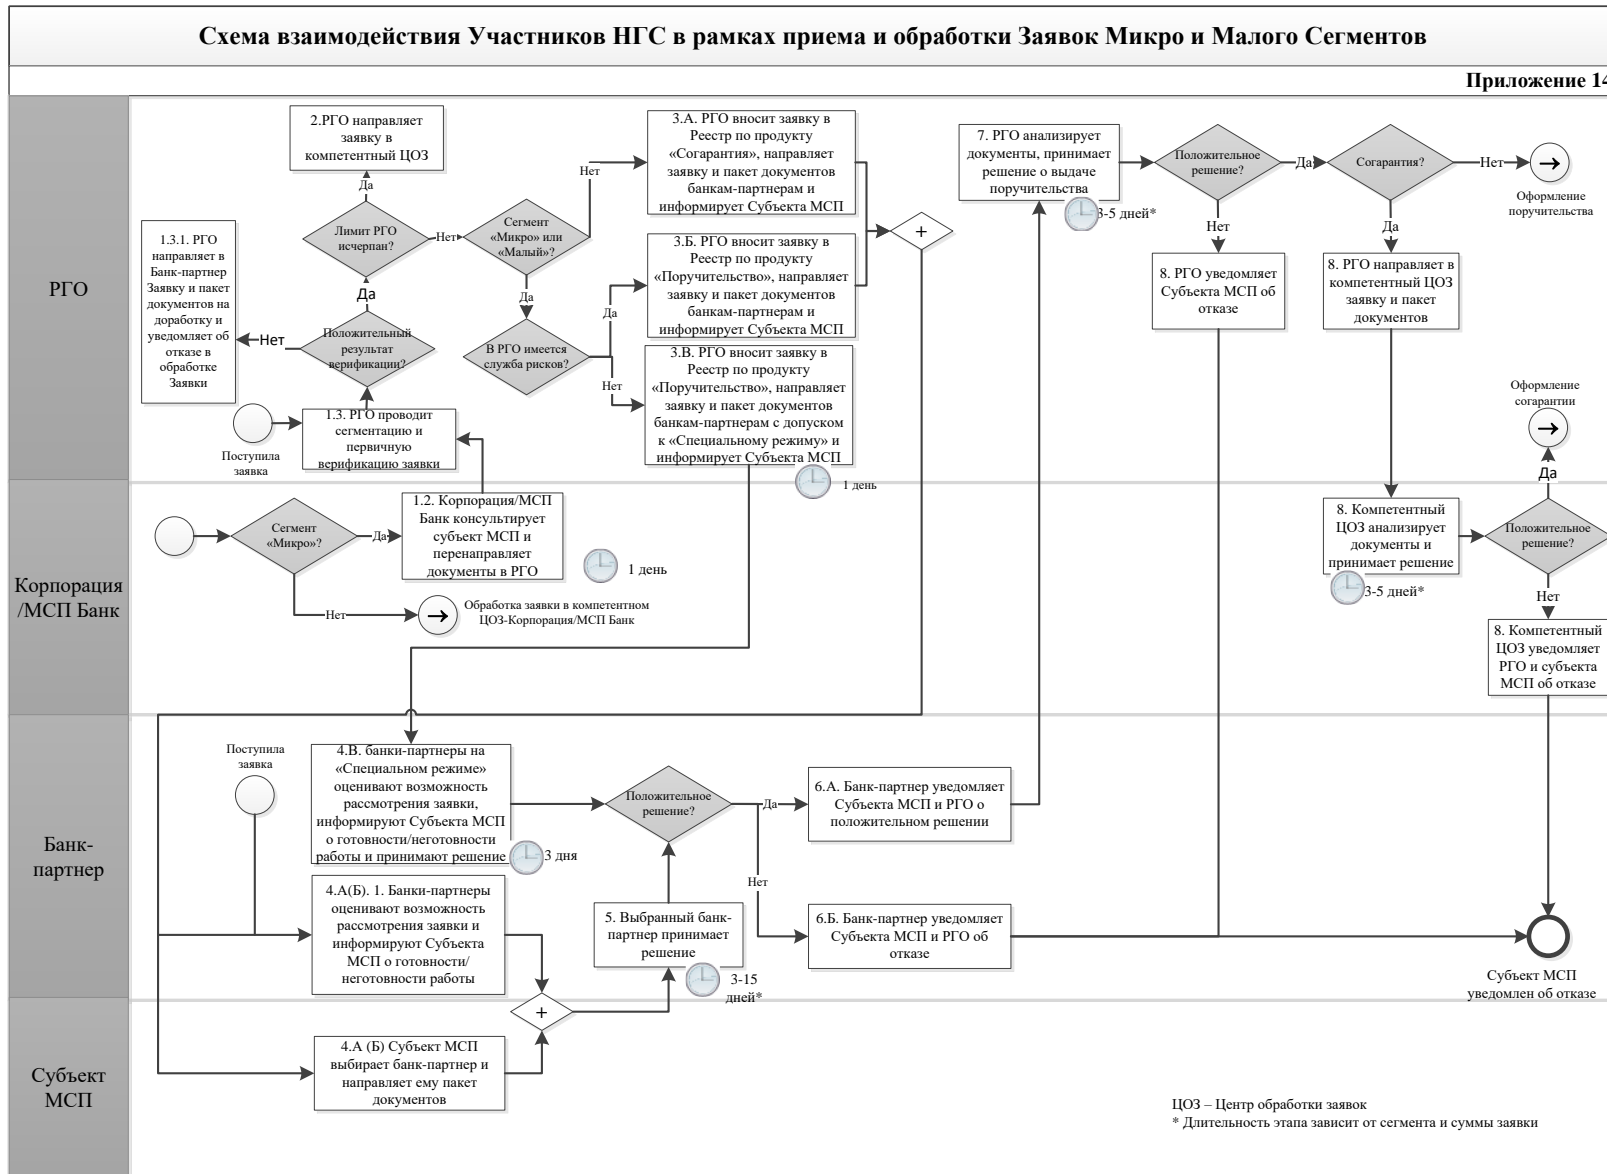 Схема взаимодействия Участников НГС в рамках приема и обработки Заявок Микро и Малого Сегментов
Приложение 14
РГО
2.РГО направляет
заявку в
компетентный ЦОЗ
Да
Лимит РГО
исчерпан?
Нет
1.3.1. РГО
направляет в
Банк-партнер
Заявку и пакет
документов на
доработку и
уведомляет об
отказе в
обработке
Заявки
Да
Нет
Положительный
результат
верификации?
Поступила
заявка
1.3. РГО проводит
сегментацию и
первичную
верификацию заявки
Сегмент
«Микро» или
«Малый»?
Нет
Да
В РГО имеется
служба рисков?
Да
Нет
3.А. РГО вносит заявку в
Реестр по продукту
«Согарантия», направляет
заявку и пакет документов
банкам-партнерам и
информирует Субъекта МСП
3.Б. РГО вносит заявку в
Реестр по продукту
«Поручительство», направляет
заявку и пакет документов
банкам-партнерам и
информирует Субъекта МСП
3.В. РГО вносит заявку в
Реестр по продукту
«Поручительство», направляет
заявку и пакет документов
банкам-партнерам с допуском
к «Специальному режиму» и
информирует Субъекта МСП
1 день
+
7. РГО анализирует
документы, принимает
решение о выдаче
поручительства
3-5 дней*
Положительное
решение?
Да
Нет
Согарантия?
Нет
Да
Оформление
поручительства
8. РГО уведомляет
Субъекта МСП об
отказе
8. РГО направляет в
компетентный ЦОЗ
заявку и пакет
документов
Оформление
согарантии
Да
Корпорация
/МСП Банк
Сегмент
«Микро»?
Да
Нет
1.2. Корпорация/МСП
Банк консультирует
субъект МСП и
перенаправляет
документы в РГО
1 день
Обработка заявки в компетентном
ЦОЗ-Корпорация/МСП Банк
8. Компетентный
ЦОЗ анализирует
документы и
принимает решение
3-5 дней*
Положительное
решение?
Нет
8. Компетентный
ЦОЗ уведомляет
РГО и субъекта
МСП об отказе
Банк-
партнер
Поступила
заявка
4.В. банки-партнеры на
«Специальном режиме»
оценивают возможность
рассмотрения заявки,
информируют Субъекта МСП
о готовности/неготовности
работы и принимают решение
3 дня
4.А(Б). 1. Банки-партнеры
оценивают возможность
рассмотрения заявки и
информируют Субъекта
МСП о готовности/
неготовности работы
Положительное
решение?
Да
Нет
5. Выбранный банк-
партнер принимает
решение
3-15
дней*
6.А. Банк-партнер уведомляет
Субъекта МСП и РГО о
положительном решении
6.Б. Банк-партнер уведомляет
Субъекта МСП и РГО об
отказе
Субъект МСП
уведомлен об отказе
Субъект
МСП
+
4.А (Б) Субъект МСП
выбирает банк-партнер и
направляет ему пакет
документов
ЦОЗ – Центр обработки заявок
* Длительность этапа зависит от сегмента и суммы заявки